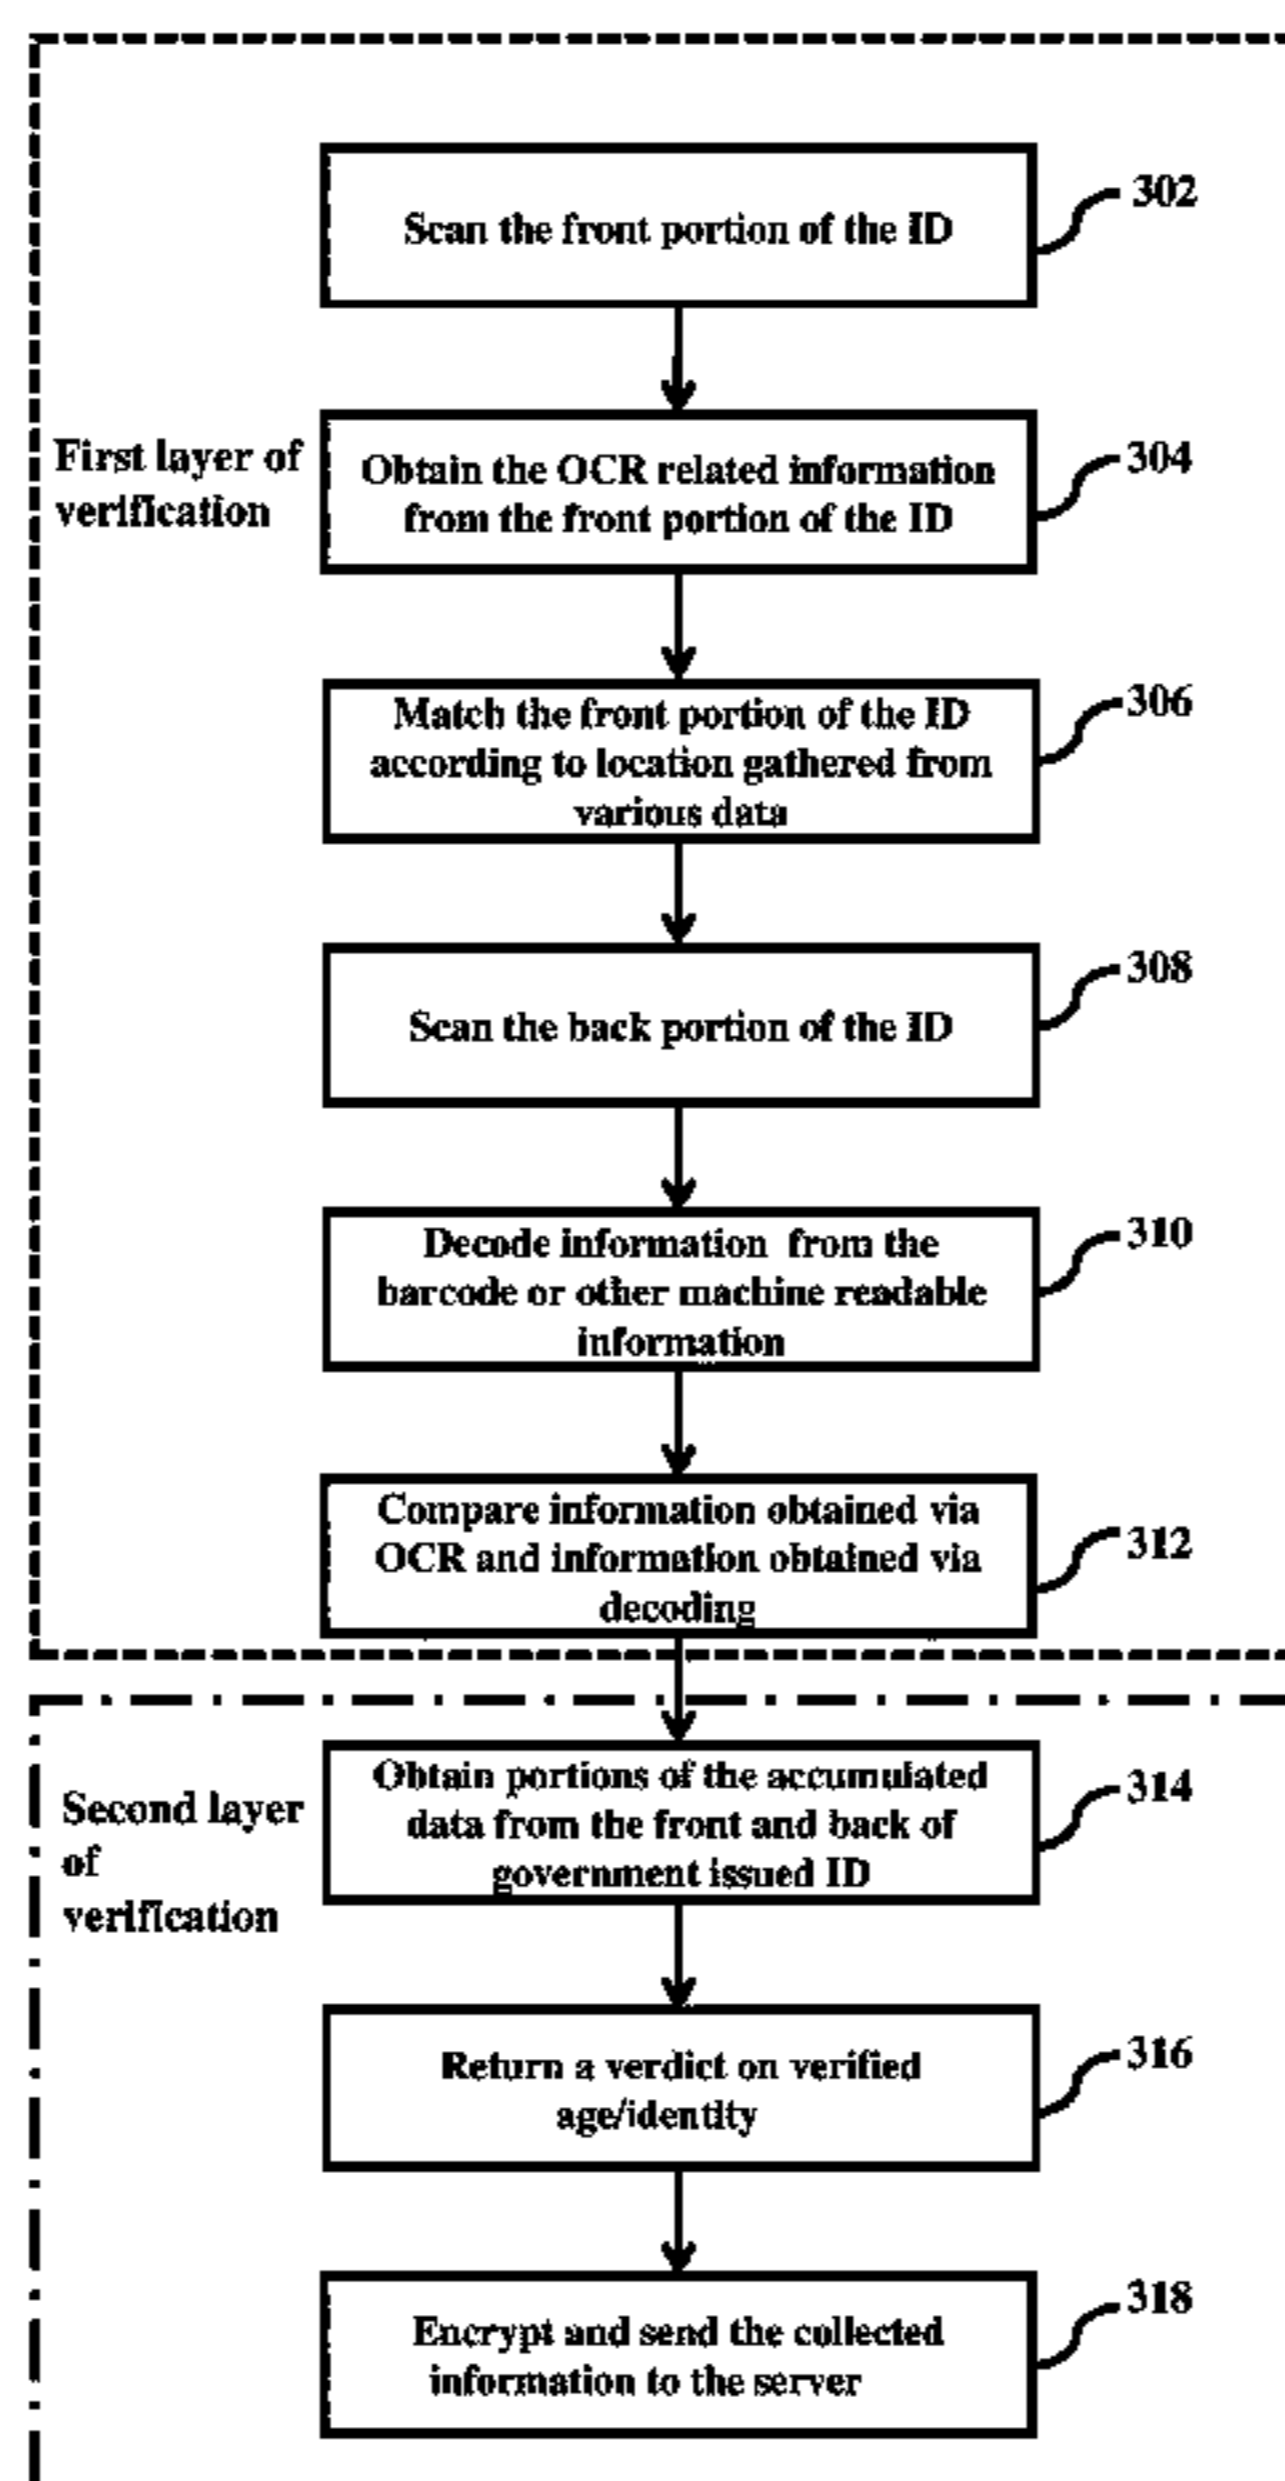 Scan the front portion of the ID
302
First layer of
verification
Obtain the OCR related information
from the front portion of the ID
304
Match the front portion of the ID
according to location gathered from
various data
306
Scan the back portion of the ID
308
Decode information from the
barcode or other machine readable
information
310
Compare information obtained via
OCR and information obtained via
decoding
312
Second layer
of
verification
Obtain portions of the accumulated
data from the front and back of
government issued ID
314
Return a verdict on verified
age/identity
316
Encrypt and send the collected
information to the server
318